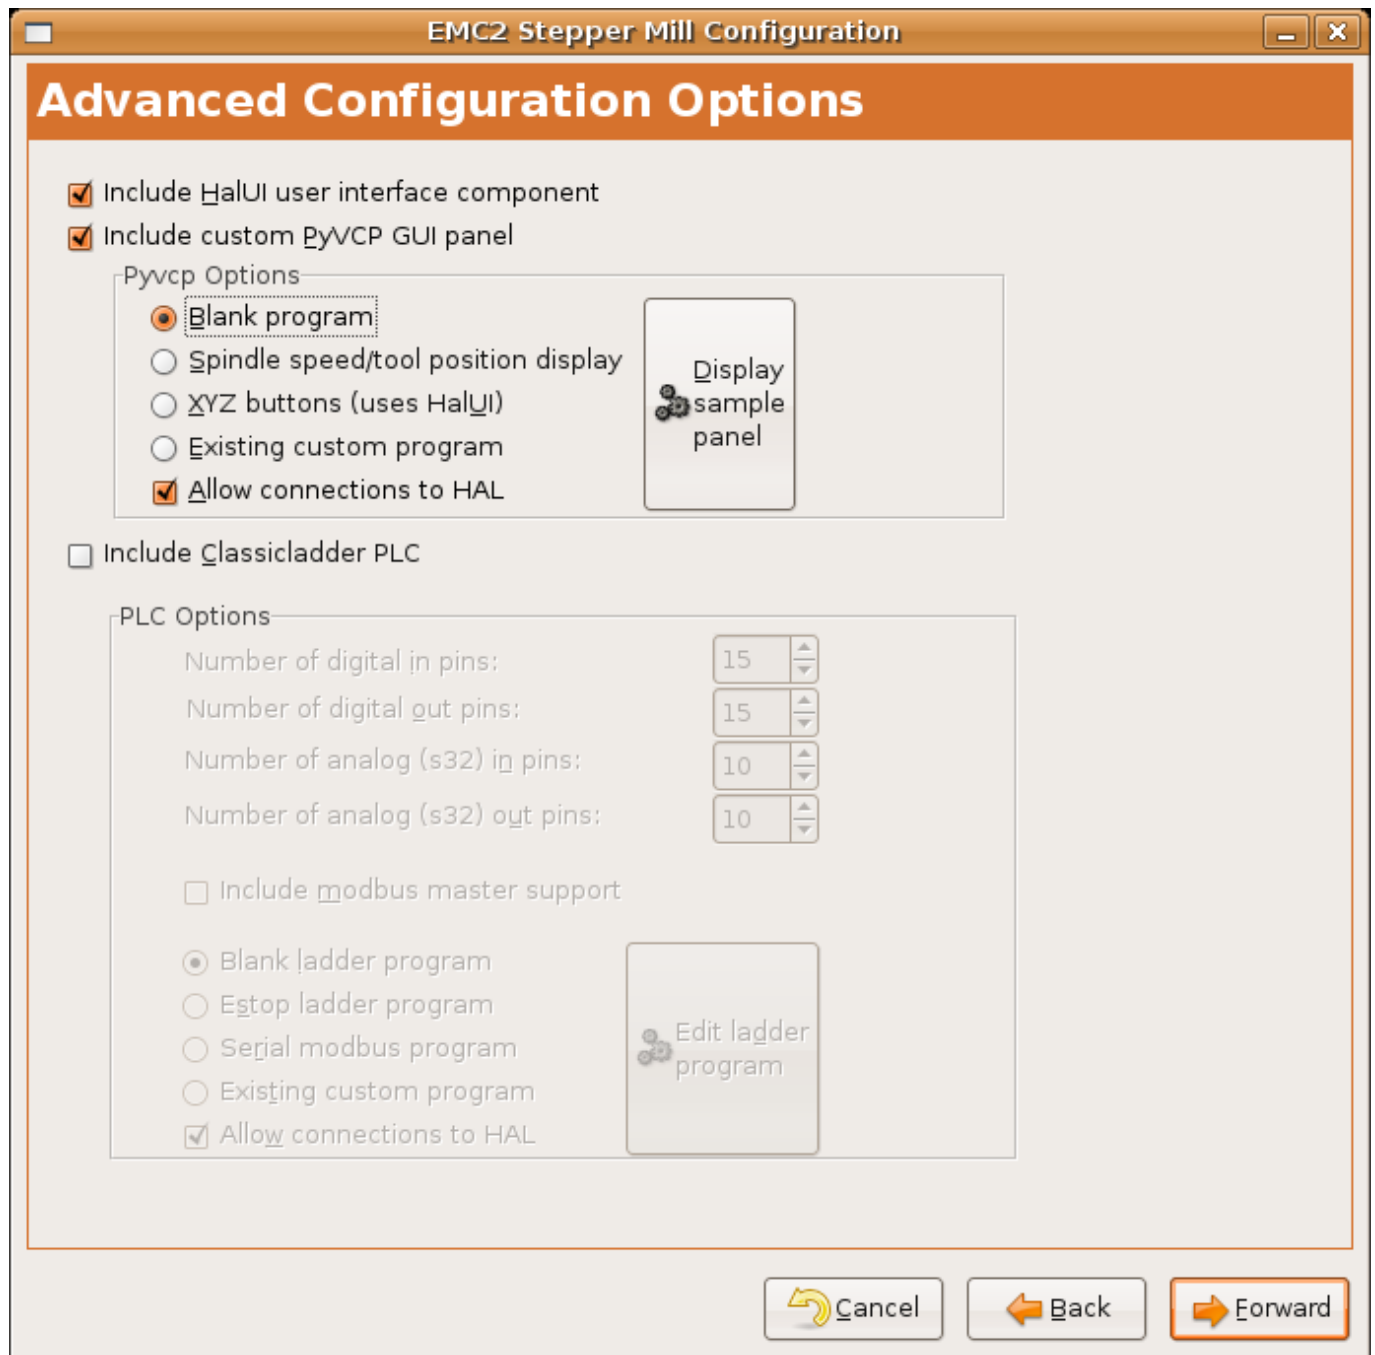 EMC2 Stepper Mill Configuration
Advanced Configuration Options
Include HalUI user interface component
Include custom PyVCP GUI panel
Pyvcp Options
Blank program
Spindle speed/tool position display
XYZ buttons (uses HalUI)
Existing custom program
Allow connections to HAL
Display
sample
panel
Include Classicladder PLC
PLC Options
Number of digital in pins: 15
Number of digital out pins: 15
Number of analog (s32) in pins: 10
Number of analog (s32) out pins: 10
Include modbus master support
Blank ladder program
Estop ladder program
Serial modbus program
Existing custom program
Allow connections to HAL
Edit ladder
program
Cancel Back Forward